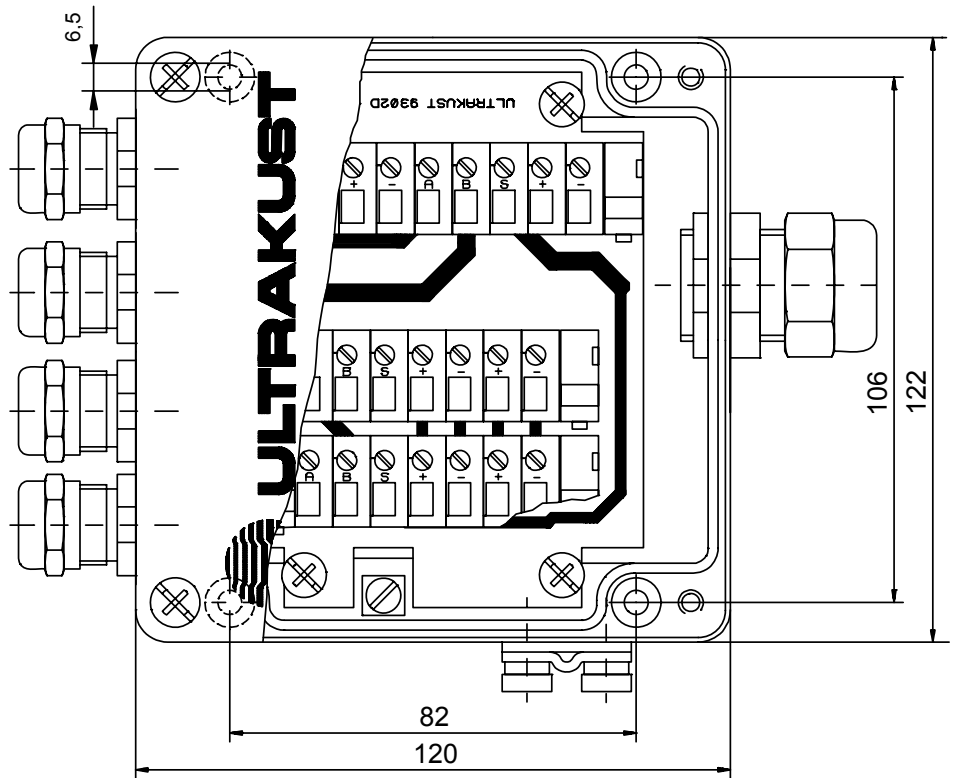 6,5
ULTRAKUST 9302D
+ - A B S + -
ULTRAKUST
B S + - + -
A B S + - + -
106
122
82
120